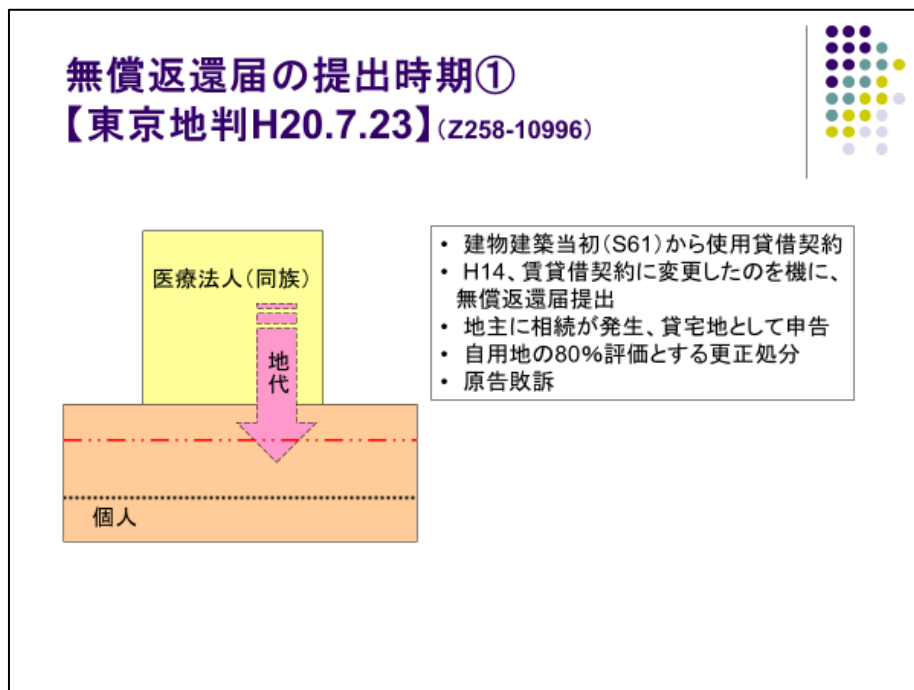 無償返還届の提出時期①
【東京地判H20.7.23】(Z258-10996)
医療法人(同族)
地代
個人
• 建物建築当初(S61)から使用貸借契約
• H14、賃貸借契約に変更したのを機に、
無償返還届提出
• 地主に相続が発生、貸宅地として申告
• 自用地の80%評価とする更正処分
• 原告敗訴